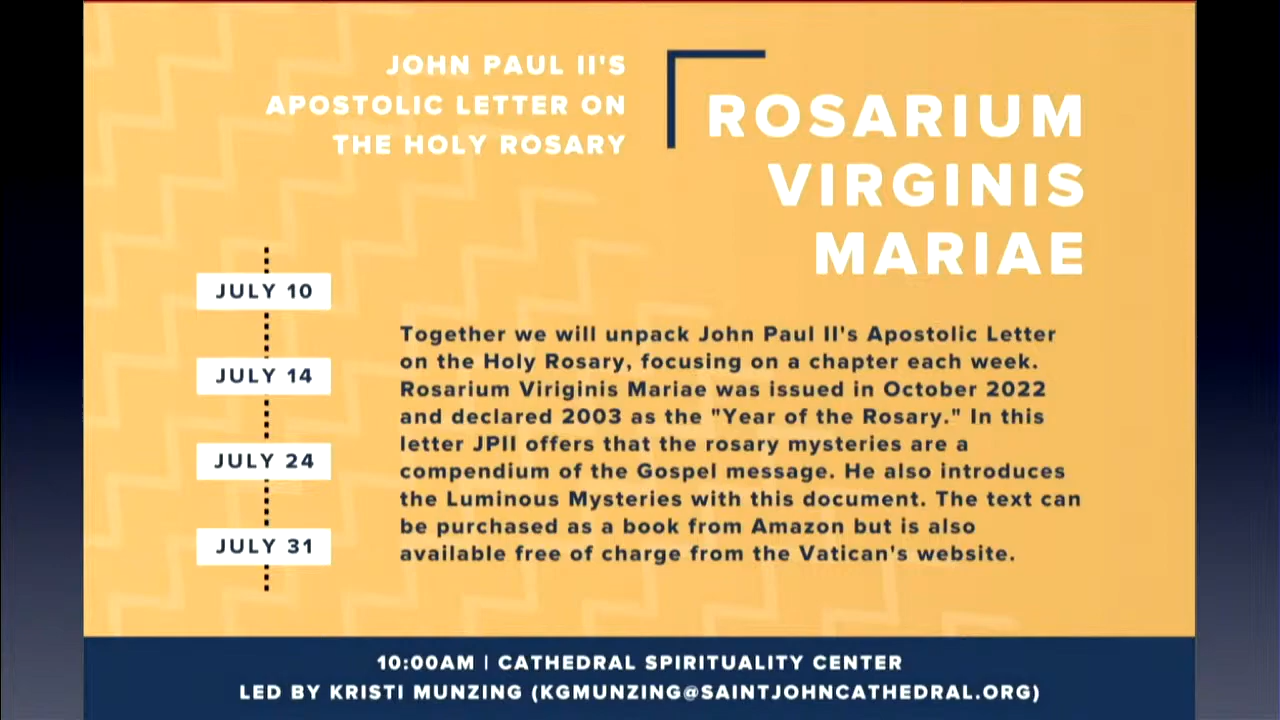 JOHN PAUL II'S
APOSTOLIC LETTER ON
THE HOLY ROSARY
ROSARIUM
VIRGINIS
MARIAE
JULY 10
JULY 14
JULY 24
JULY 31
Together we will unpack John Paul II's Apostolic Letter
on the Holy Rosary, focusing on a chapter each week.
Rosarium Viriginis Mariae was issued in October 2022
and declared 2003 as the "Year of the Rosary." In this
letter JPII offers that the rosary mysteries are a
compendium of the Gospel message. He also introduces
the Luminous Mysteries with this document. The text can
be purchased as a book from Amazon but is also
available free of charge from the Vatican's website.
10:00AM | CATHEDRAL SPIRITUALITY CENTER
LED BY KRISTI MUNZING (KGMUNZING@SAINTJOHNCATHEDRAL.ORG)